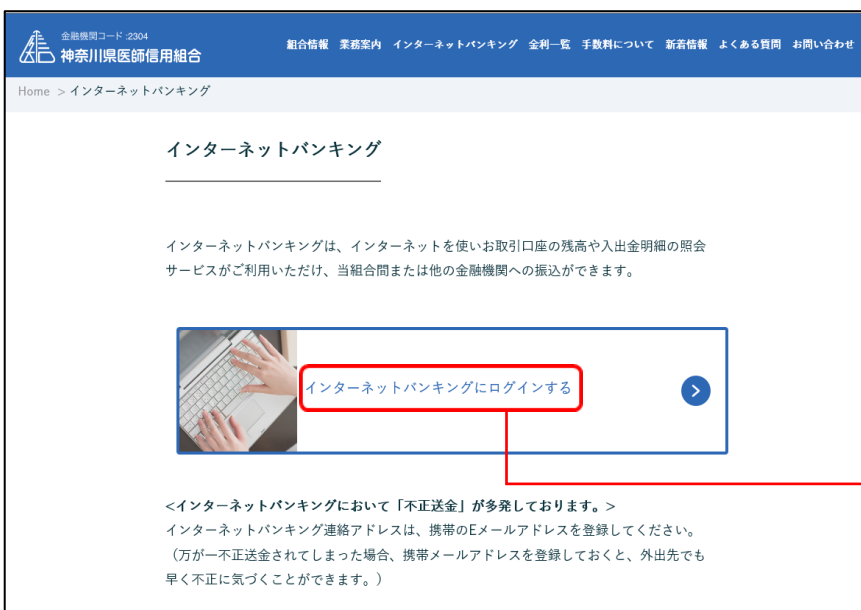 金融機関コード:2304
神奈川県医師信用組合
組合情報 業務案内 インターネットバンキング 金利一覧 手数料について 新着情報 よくある質問 お問い合わせ
Home > インターネットバンキング
インターネットバンキング
インターネットバンキングは、インターネットを使いお取引口座の残高や入出金明細の照会
サービスがご利用いただけ、当組合間または他の金融機関への振込ができます。
インターネットバンキングにログインする
<インターネットバンキングにおいて「不正送金」が多発しております。>
インターネットバンキング連絡アドレスは、携帯のEメールアドレスを登録してください。
（万が一不正送金されてしまった場合、携帯メールアドレスを登録しておくと、外出先でも
早く不正に気づくことができます。）